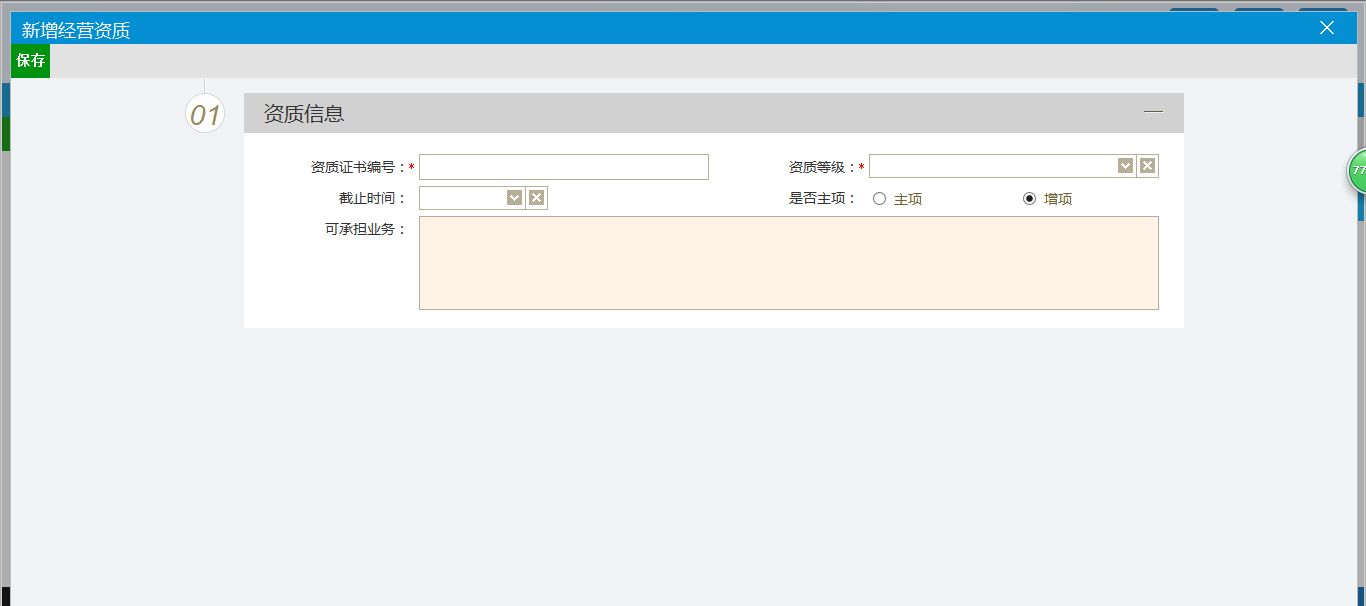 新增经营资质
保存
01 资质信息
资质证书编号：* 资质等级：*
截止时间： 是否主项： 主项 增项
可承担业务：
77